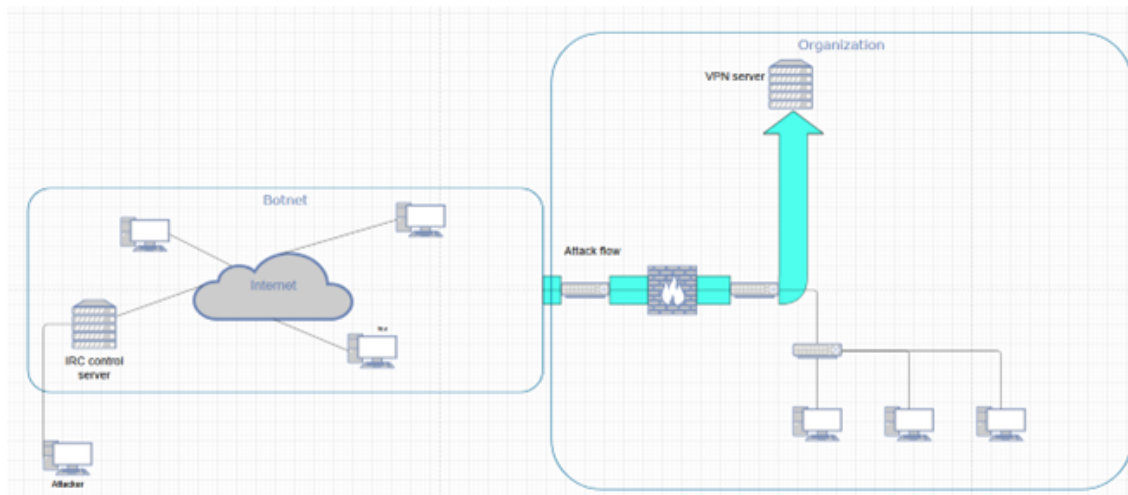 Organization
VPN server
Botnet
Attack flow
Internet
IRC control
server
Attacker